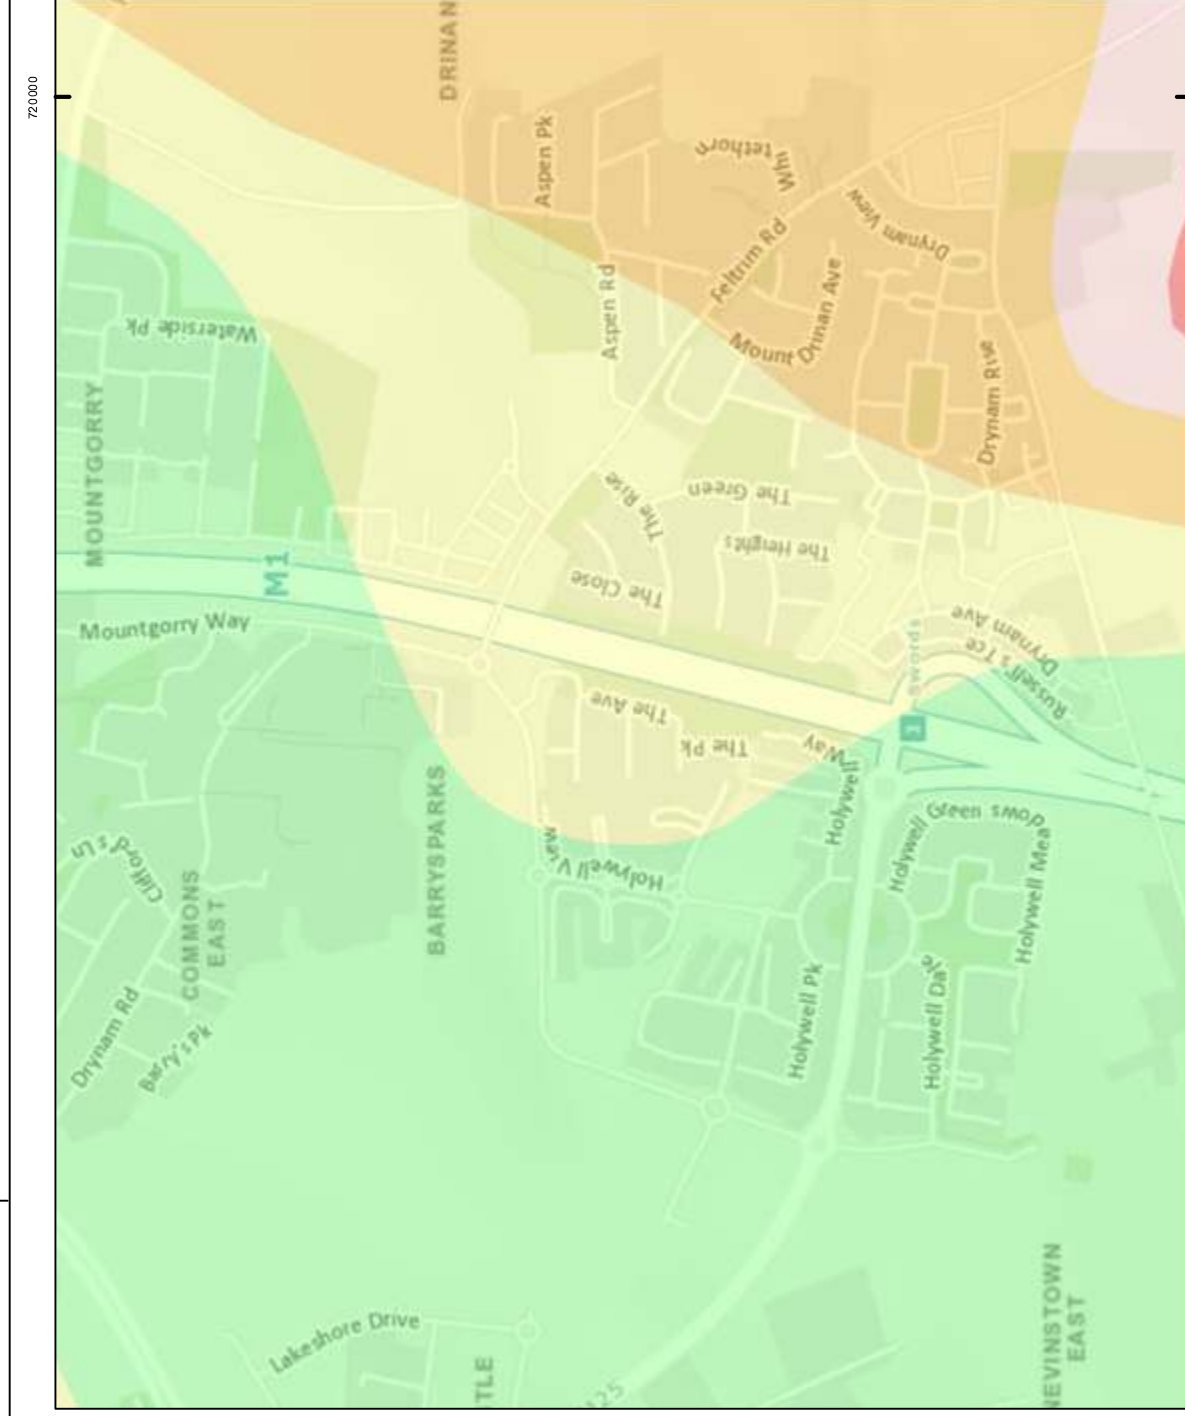 720000
DRINAN
Aspen Pk
Whitethorn
Drynam View
Feltrim Rd
Aspen Rd
Mount Drinan Ave
Waterside Pk
Drynam Rise
MOUNTGORRY
The Rise
The Green
The Heights
M1
The Close
Mountgorry Way
Drynam Ave
Russell's Tce
Swords
3
The Ave
The Pk
Holywell Way
Holywell View
Holywell Green
Holywell Meadows
BARRYSPARKS
Clifford's Ln
COMMONS
EAST
Holywell Pk
Holywell Dale
Drynam Rd
Barry's Pk
NEVINSTOWN
EAST
Lakeshore Drive
TLE
125